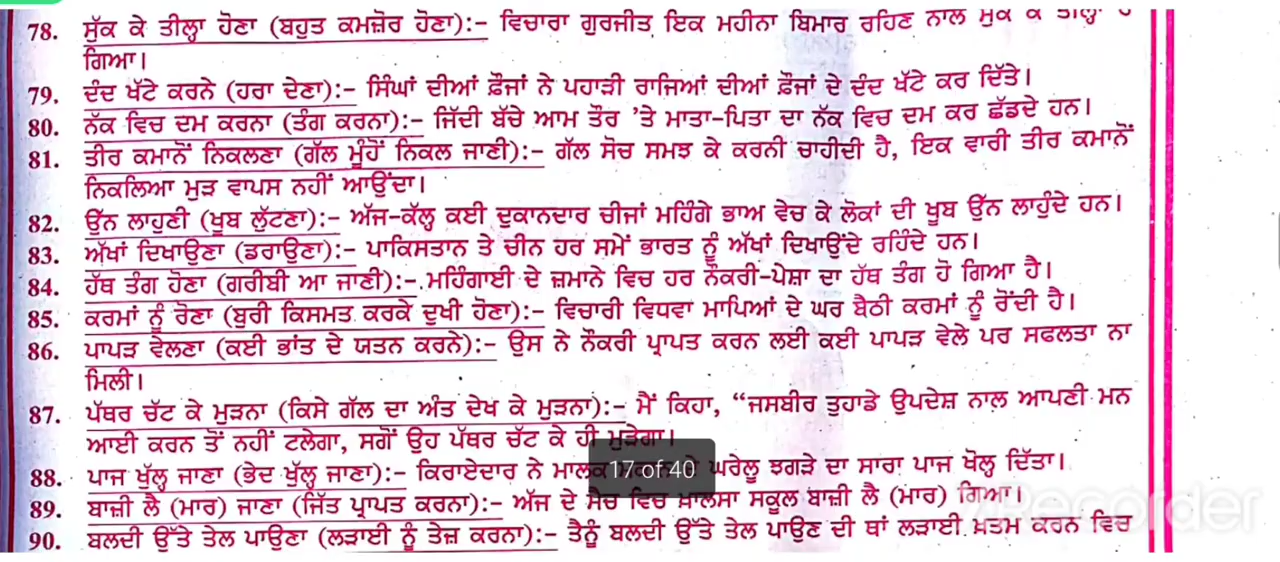 78. ਸੁੱਕ ਕੇ ਤੀਲ੍ਹਾ ਹੋਣਾ (ਬਹੁਤ ਕਮਜ਼ੋਰ ਹੋਣਾ):- ਵਿਚਾਰਾ ਗੁਰਜੀਤ ਇਕ ਮਹੀਨਾ ਬਿਮਾਰ ਰਹਿਣ ਨਾਲ ਸੁੱਕ ਕੇ ਤੀਲ੍ਹਾ ਹੋ
ਗਿਆ।
79. ਦੰਦ ਖੱਟੇ ਕਰਨੇ (ਹਰਾ ਦੇਣਾ):- ਸਿੰਘਾਂ ਦੀਆਂ ਫ਼ੌਜਾਂ ਨੇ ਪਹਾੜੀ ਰਾਜਿਆਂ ਦੀਆਂ ਫ਼ੌਜਾਂ ਦੇ ਦੰਦ ਖੱਟੇ ਕਰ ਦਿੱਤੇ।
80. ਨੱਕ ਵਿਚ ਦਮ ਕਰਨਾ (ਤੰਗ ਕਰਨਾ):- ਜਿੱਦੀ ਬੱਚੇ ਆਮ ਤੌਰ 'ਤੇ ਮਾਤਾ-ਪਿਤਾ ਦਾ ਨੱਕ ਵਿਚ ਦਮ ਕਰ ਛੱਡਦੇ ਹਨ।
81. ਤੀਰ ਕਮਾਨੋਂ ਨਿਕਲਣਾ (ਗੱਲ ਮੂੰਹੋਂ ਨਿਕਲ ਜਾਣੀ):- ਗੱਲ ਸੋਚ ਸਮਝ ਕੇ ਕਰਨੀ ਚਾਹੀਦੀ ਹੈ, ਇਕ ਵਾਰੀ ਤੀਰ ਕਮਾਨੋਂ
ਨਿਕਲਿਆ ਮੁੜ ਵਾਪਸ ਨਹੀਂ ਆਉਂਦਾ।
82. ਉੱਨ ਲਾਹੁਣੀ (ਖੂਬ ਲੁੱਟਣਾ):- ਅੱਜ-ਕੱਲ੍ਹ ਕਈ ਦੁਕਾਨਦਾਰ ਚੀਜਾਂ ਮਹਿੰਗੇ ਭਾਅ ਵੇਚ ਕੇ ਲੋਕਾਂ ਦੀ ਖੂਬ ਉੱਨ ਲਾਹੁੰਦੇ ਹਨ।
83. ਅੱਖਾਂ ਦਿਖਾਉਣਾ (ਡਰਾਉਣਾ):- ਪਾਕਿਸਤਾਨ ਤੇ ਚੀਨ ਹਰ ਸਮੇਂ ਭਾਰਤ ਨੂੰ ਅੱਖਾਂ ਦਿਖਾਉਂਦੇ ਰਹਿੰਦੇ ਹਨ।
84. ਹੱਥ ਤੰਗ ਹੋਣਾ (ਗਰੀਬੀ ਆ ਜਾਣੀ):- ਮਹਿੰਗਾਈ ਦੇ ਜ਼ਮਾਨੇ ਵਿਚ ਹਰ ਨੌਕਰੀ-ਪੇਸ਼ਾ ਦਾ ਹੱਥ ਤੰਗ ਹੋ ਗਿਆ ਹੈ।
85. ਕਰਮਾਂ ਨੂੰ ਰੋਣਾ (ਬੁਰੀ ਕਿਸਮਤ ਕਰਕੇ ਦੁਖੀ ਹੋਣਾ):- ਵਿਚਾਰੀ ਵਿਧਵਾ ਮਾਪਿਆਂ ਦੇ ਘਰ ਬੈਠੀ ਕਰਮਾਂ ਨੂੰ ਰੋਂਦੀ ਹੈ।
86. ਪਾਪੜ ਵੇਲਣਾ (ਕਈ ਭਾਂਤ ਦੇ ਯਤਨ ਕਰਨੇ):- ਉਸ ਨੇ ਨੌਕਰੀ ਪ੍ਰਾਪਤ ਕਰਨ ਲਈ ਕਈ ਪਾਪੜ ਵੇਲੇ ਪਰ ਸਫਲਤਾ ਨਾ
ਮਿਲੀ।
87. ਪੱਥਰ ਚੱਟ ਕੇ ਮੁੜਨਾ (ਕਿਸੇ ਗੱਲ ਦਾ ਅੰਤ ਦੇਖ ਕੇ ਮੁੜਨਾ):- ਮੈਂ ਕਿਹਾ, “ਜਸਬੀਰ ਤੁਹਾਡੇ ਉਪਦੇਸ਼ ਨਾਲ ਆਪਣੀ ਮਨ
ਆਈ ਕਰਨ ਤੋਂ ਨਹੀਂ ਟਲੇਗਾ, ਸਗੋਂ ਉਹ ਪੱਥਰ ਚੱਟ ਕੇ ਹੀ ਮੁੜੇਗਾ।
17 of 40
88. ਪਾਜ ਖੁੱਲ੍ਹ ਜਾਣਾ (ਭੇਦ ਖੁੱਲ੍ਹ ਜਾਣਾ):- ਕਿਰਾਏਦਾਰ ਨੇ ਮਾਲਕ ਘਰੇਲੂ ਝਗੜੇ ਦਾ ਸਾਰਾ ਪਾਜ ਖੋਲ੍ਹ ਦਿੱਤਾ।
89. ਬਾਜ਼ੀ ਲੈ (ਮਾਰ) ਜਾਣਾ (ਜਿੱਤ ਪ੍ਰਾਪਤ ਕਰਨਾ):- ਅੱਜ ਦੇ ਮੈਚ ਵਿਚ ਖ਼ਾਲਸਾ ਸਕੂਲ ਬਾਜ਼ੀ ਲੈ (ਮਾਰ) ਗਿਆ।
90. ਬਲਦੀ ਉੱਤੇ ਤੇਲ ਪਾਉਣਾ (ਲੜਾਈ ਨੂੰ ਤੇਜ਼ ਕਰਨਾ):- ਤੈਨੂੰ ਬਲਦੀ ਉੱਤੇ ਤੇਲ ਪਾਉਣ ਦੀ ਥਾਂ ਲੜਾਈ ਖ਼ਤਮ ਕਰਨ ਵਿਚ